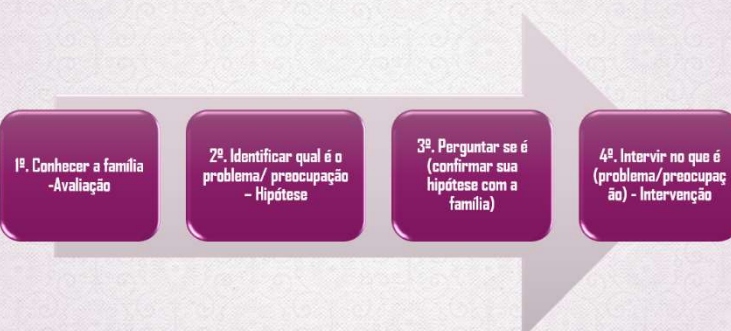 1º. Conhecer a família
-Avaliação
2º. Identificar qual é o
problema/ preocupação
– Hipótese
3º. Perguntar se é
(confirmar sua
hipótese com a
família)
4º. Intervir no que é
(problema/preocupaç
ão) - Intervenção